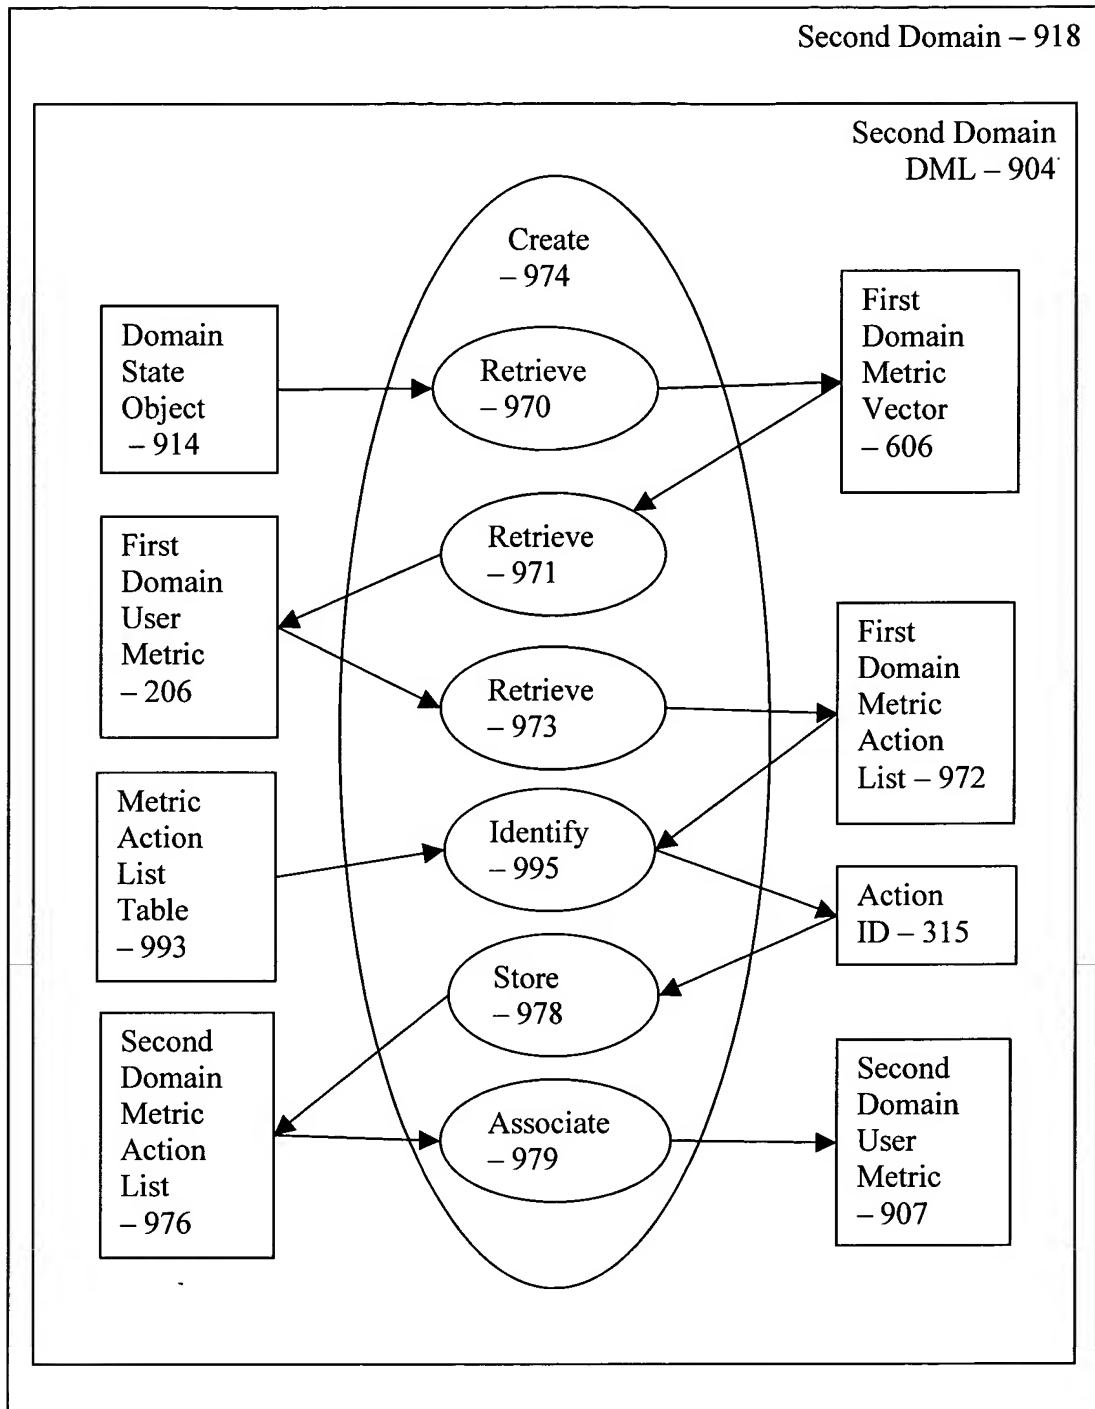 Second Domain – 918
Second Domain
DML – 904
Create
– 974
Domain
State
Object
– 914
Retrieve
– 970
First
Domain
Metric
Vector
– 606
First
Domain
User
Metric
– 206
Retrieve
– 971
Retrieve
– 973
First
Domain
Metric
Action
List – 972
Metric
Action
List
Table
– 993
Identify
– 995
Action
ID – 315
Store
– 978
Second
Domain
Metric
Action
List
– 976
Associate
– 979
Second
Domain
User
Metric
– 907